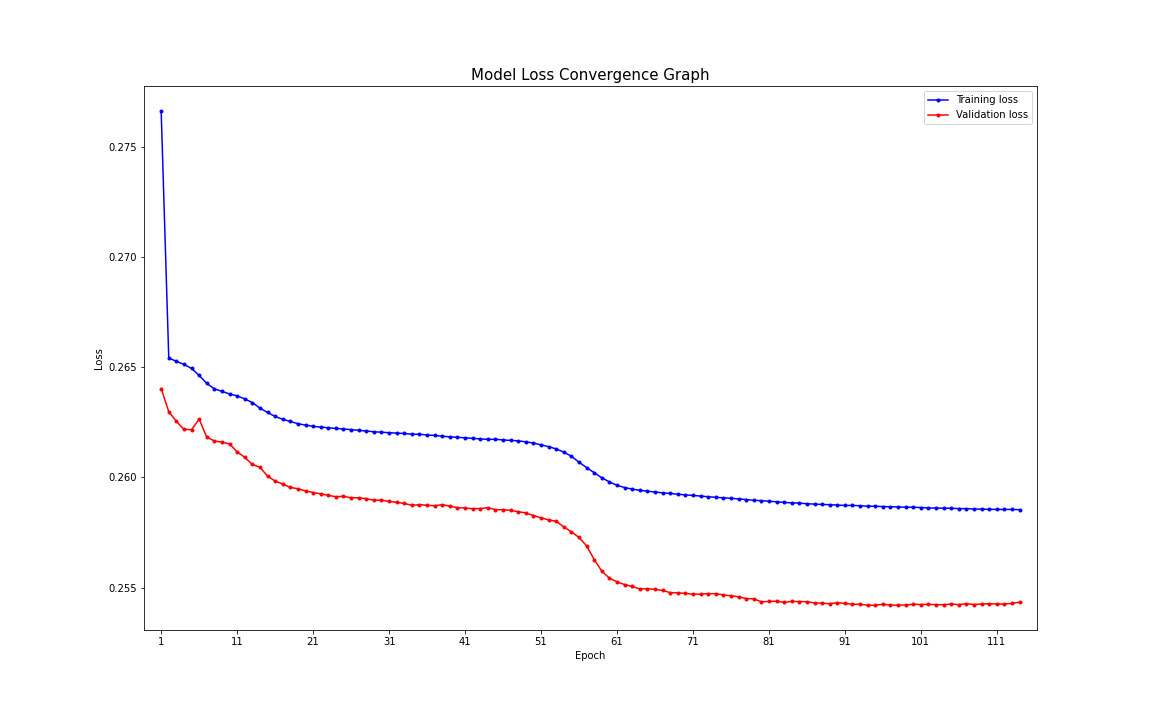 Model Loss Convergence Graph
Training loss
Validation loss
0.275
0.270
0.265
0.260
0.255
Loss
1 11 21 31 41 51 61 71 81 91 101 111
Epoch